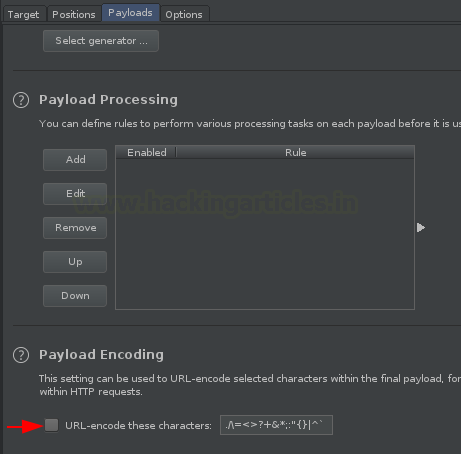 Target Positions Payloads Options
Select generator ...
? Payload Processing
You can define rules to perform various processing tasks on each payload before it is us
Enabled Rule
Add
Edit
www.hackingarticles.in
Remove
Up
Down
? Payload Encoding
This setting can be used to URL-encode selected characters within the final payload, for
within HTTP requests.
URL-encode these characters: ./\=<>?+&*;:"{}|^`